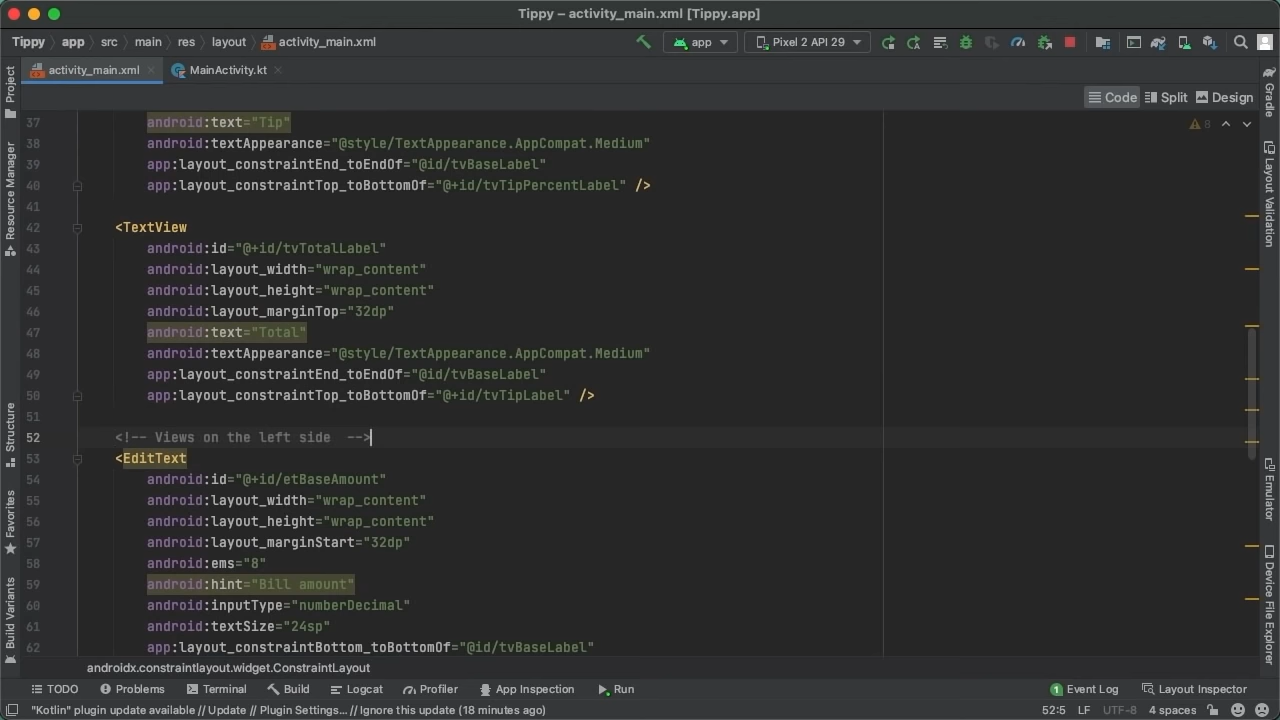 Tippy – activity_main.xml [Tippy.app]
Tippy app src main res layout activity_main.xml app Pixel 2 API 29
activity_main.xml MainActivity.kt
Code Split Design
37 android:text="Tip" 8
38 android:textAppearance="@style/TextAppearance.AppCompat.Medium"
39 app:layout_constraintEnd_toEndOf="@id/tvBaseLabel"
40 app:layout_constraintTop_toBottomOf="@+id/tvTipPercentLabel" />
41
42 <TextView
43 android:id="@+id/tvTotalLabel"
44 android:layout_width="wrap_content"
45 android:layout_height="wrap_content"
46 android:layout_marginTop="32dp"
47 android:text="Total"
48 android:textAppearance="@style/TextAppearance.AppCompat.Medium"
49 app:layout_constraintEnd_toEndOf="@id/tvBaseLabel"
50 app:layout_constraintTop_toBottomOf="@+id/tvTipLabel" />
51
52 <!-- Views on the left side  -->
53 <EditText
54 android:id="@+id/etBaseAmount"
55 android:layout_width="wrap_content"
56 android:layout_height="wrap_content"
57 android:layout_marginStart="32dp"
58 android:ems="8"
59 android:hint="Bill amount"
60 android:inputType="numberDecimal"
61 android:textSize="24sp"
62 app:layout_constraintBottom_toBottomOf="@id/tvBaseLabel"
androidx.constraintlayout.widget.ConstraintLayout
Project
Resource Manager
Structure
Favorites
Build Variants
Gradle
Layout Validation
Emulator
Device File Explorer
TODO Problems Terminal Build Logcat Profiler App Inspection Run 1 Event Log Layout Inspector
"Kotlin" plugin update available // Update // Plugin Settings... // Ignore this update (18 minutes ago) 52:5 LF UTF-8 4 spaces